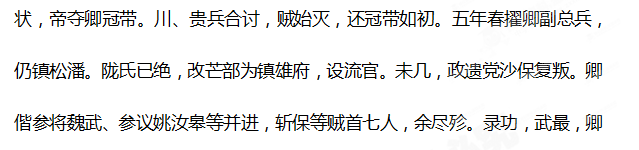 状，帝夺卿冠带。川、贵兵合讨，贼始灭，还冠带如初。五年春擢卿副总兵，
仍镇松潘。陇氏已绝，改芒部为镇雄府，设流官。未几，政遗党沙保复叛。卿
偕参将魏武、参议姚汝皋等并进，斩保等贼首七人，余尽殄。录功，武最，卿